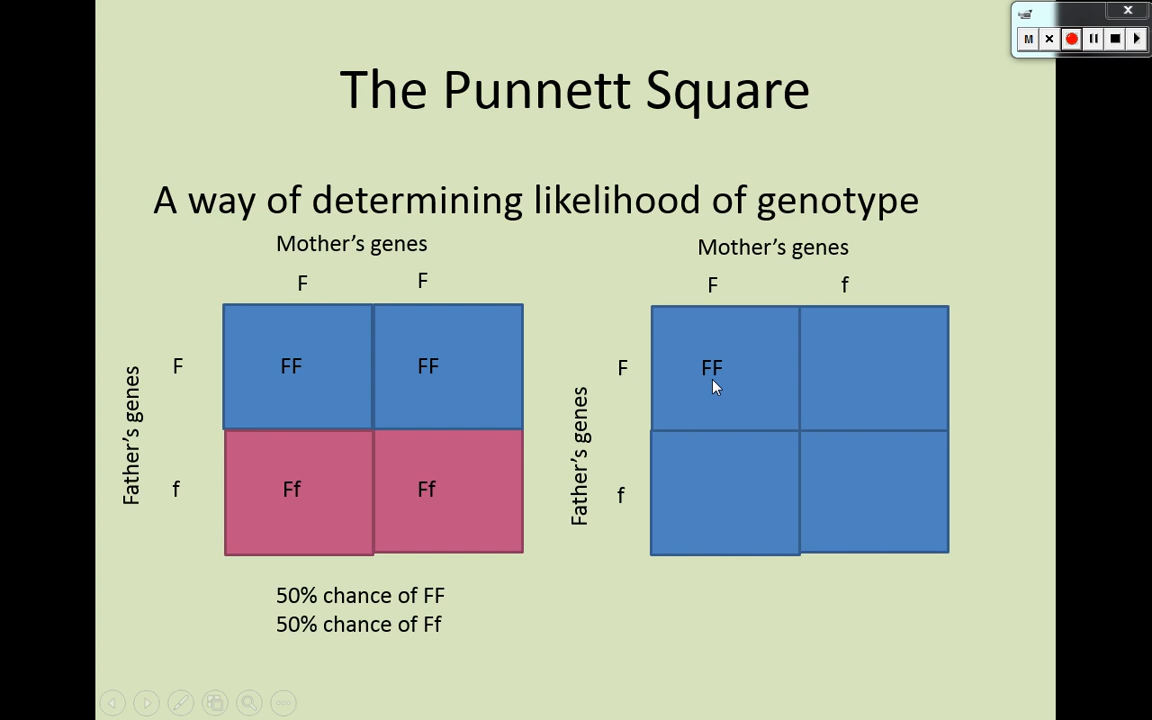 The Punnett Square
A way of determining likelihood of genotype
Mother's genes
F F
Father's genes
F
FF FF
f
Ff Ff
50% chance of FF
50% chance of Ff
Mother’s genes
F f
Father’s genes
F
FF
f
M